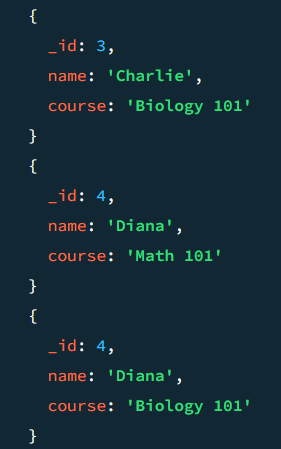 {
_id: 3,
name: 'Charlie',
course: 'Biology 101'
}
{
_id: 4,
name: 'Diana',
course: 'Math 101'
}
{
_id: 4,
name: 'Diana',
course: 'Biology 101'
}